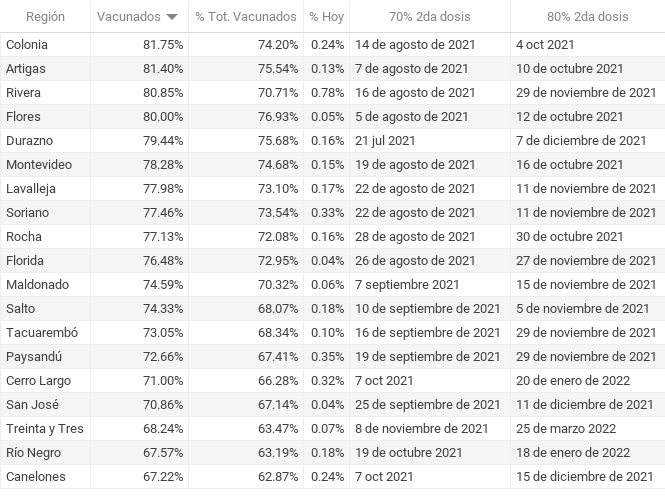 Región Vacunados % Tot. Vacunados % Hoy 70% 2da dosis 80% 2da dosis
Colonia 81.75% 74.20% 0.24% 14 de agosto de 2021 4 oct 2021
Artigas 81.40% 75.54% 0.13% 7 de agosto de 2021 10 de octubre 2021
Rivera 80.85% 70.71% 0.78% 16 de agosto de 2021 29 de noviembre de 2021
Flores 80.00% 76.93% 0.05% 5 de agosto de 2021 12 de octubre 2021
Durazno 79.44% 75.68% 0.16% 21 jul 2021 7 de diciembre de 2021
Montevideo 78.28% 74.68% 0.15% 19 de agosto de 2021 16 de octubre 2021
Lavalleja 77.98% 73.10% 0.17% 22 de agosto de 2021 11 de noviembre de 2021
Soriano 77.46% 73.54% 0.33% 22 de agosto de 2021 11 de noviembre de 2021
Rocha 77.13% 72.08% 0.16% 28 de agosto de 2021 30 de octubre 2021
Florida 76.48% 72.95% 0.04% 26 de agosto de 2021 27 de noviembre de 2021
Maldonado 74.59% 70.32% 0.06% 7 septiembre 2021 15 de noviembre de 2021
Salto 74.33% 68.07% 0.18% 10 de septiembre de 2021 5 de noviembre de 2021
Tacuarembó 73.05% 68.34% 0.10% 16 de septiembre de 2021 29 de noviembre de 2021
Paysandú 72.66% 67.41% 0.35% 19 de septiembre de 2021 29 de noviembre de 2021
Cerro Largo 71.00% 66.28% 0.32% 7 oct 2021 20 de enero de 2022
San José 70.86% 67.14% 0.04% 25 de septiembre de 2021 11 de diciembre de 2021
Treinta y Tres 68.24% 63.47% 0.07% 8 de noviembre de 2021 25 de marzo 2022
Río Negro 67.57% 63.19% 0.18% 19 de octubre de 2021 18 de enero de 2022
Canelones 67.22% 62.87% 0.24% 7 oct 2021 15 de diciembre de 2021